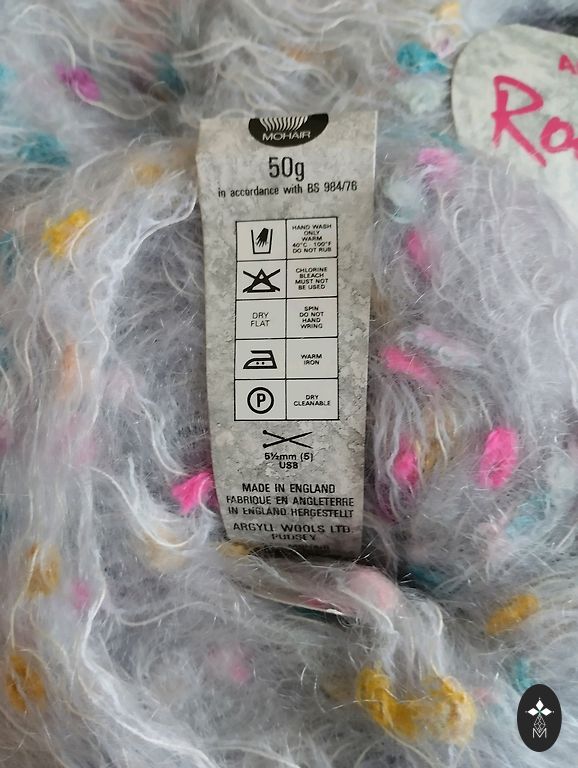 MOHAIR
50g
in accordance with BS 984/76
HAND WASH
ONLY
WARM
40°C 100°F
DO NOT RUB
CHLORINE
BLEACH
MUST NOT
BE USED
DRY
FLAT
SPIN
DO NOT
HAND
WRING
WARM
IRON
P
DRY
CLEANABLE
5½mm (5)
US8
MADE IN ENGLAND
FABRIQUÉ EN ANGLETERRE
IN ENGLAND HERGESTELLT
ARGYLL WOOLS LTD.
PUDSEY
M